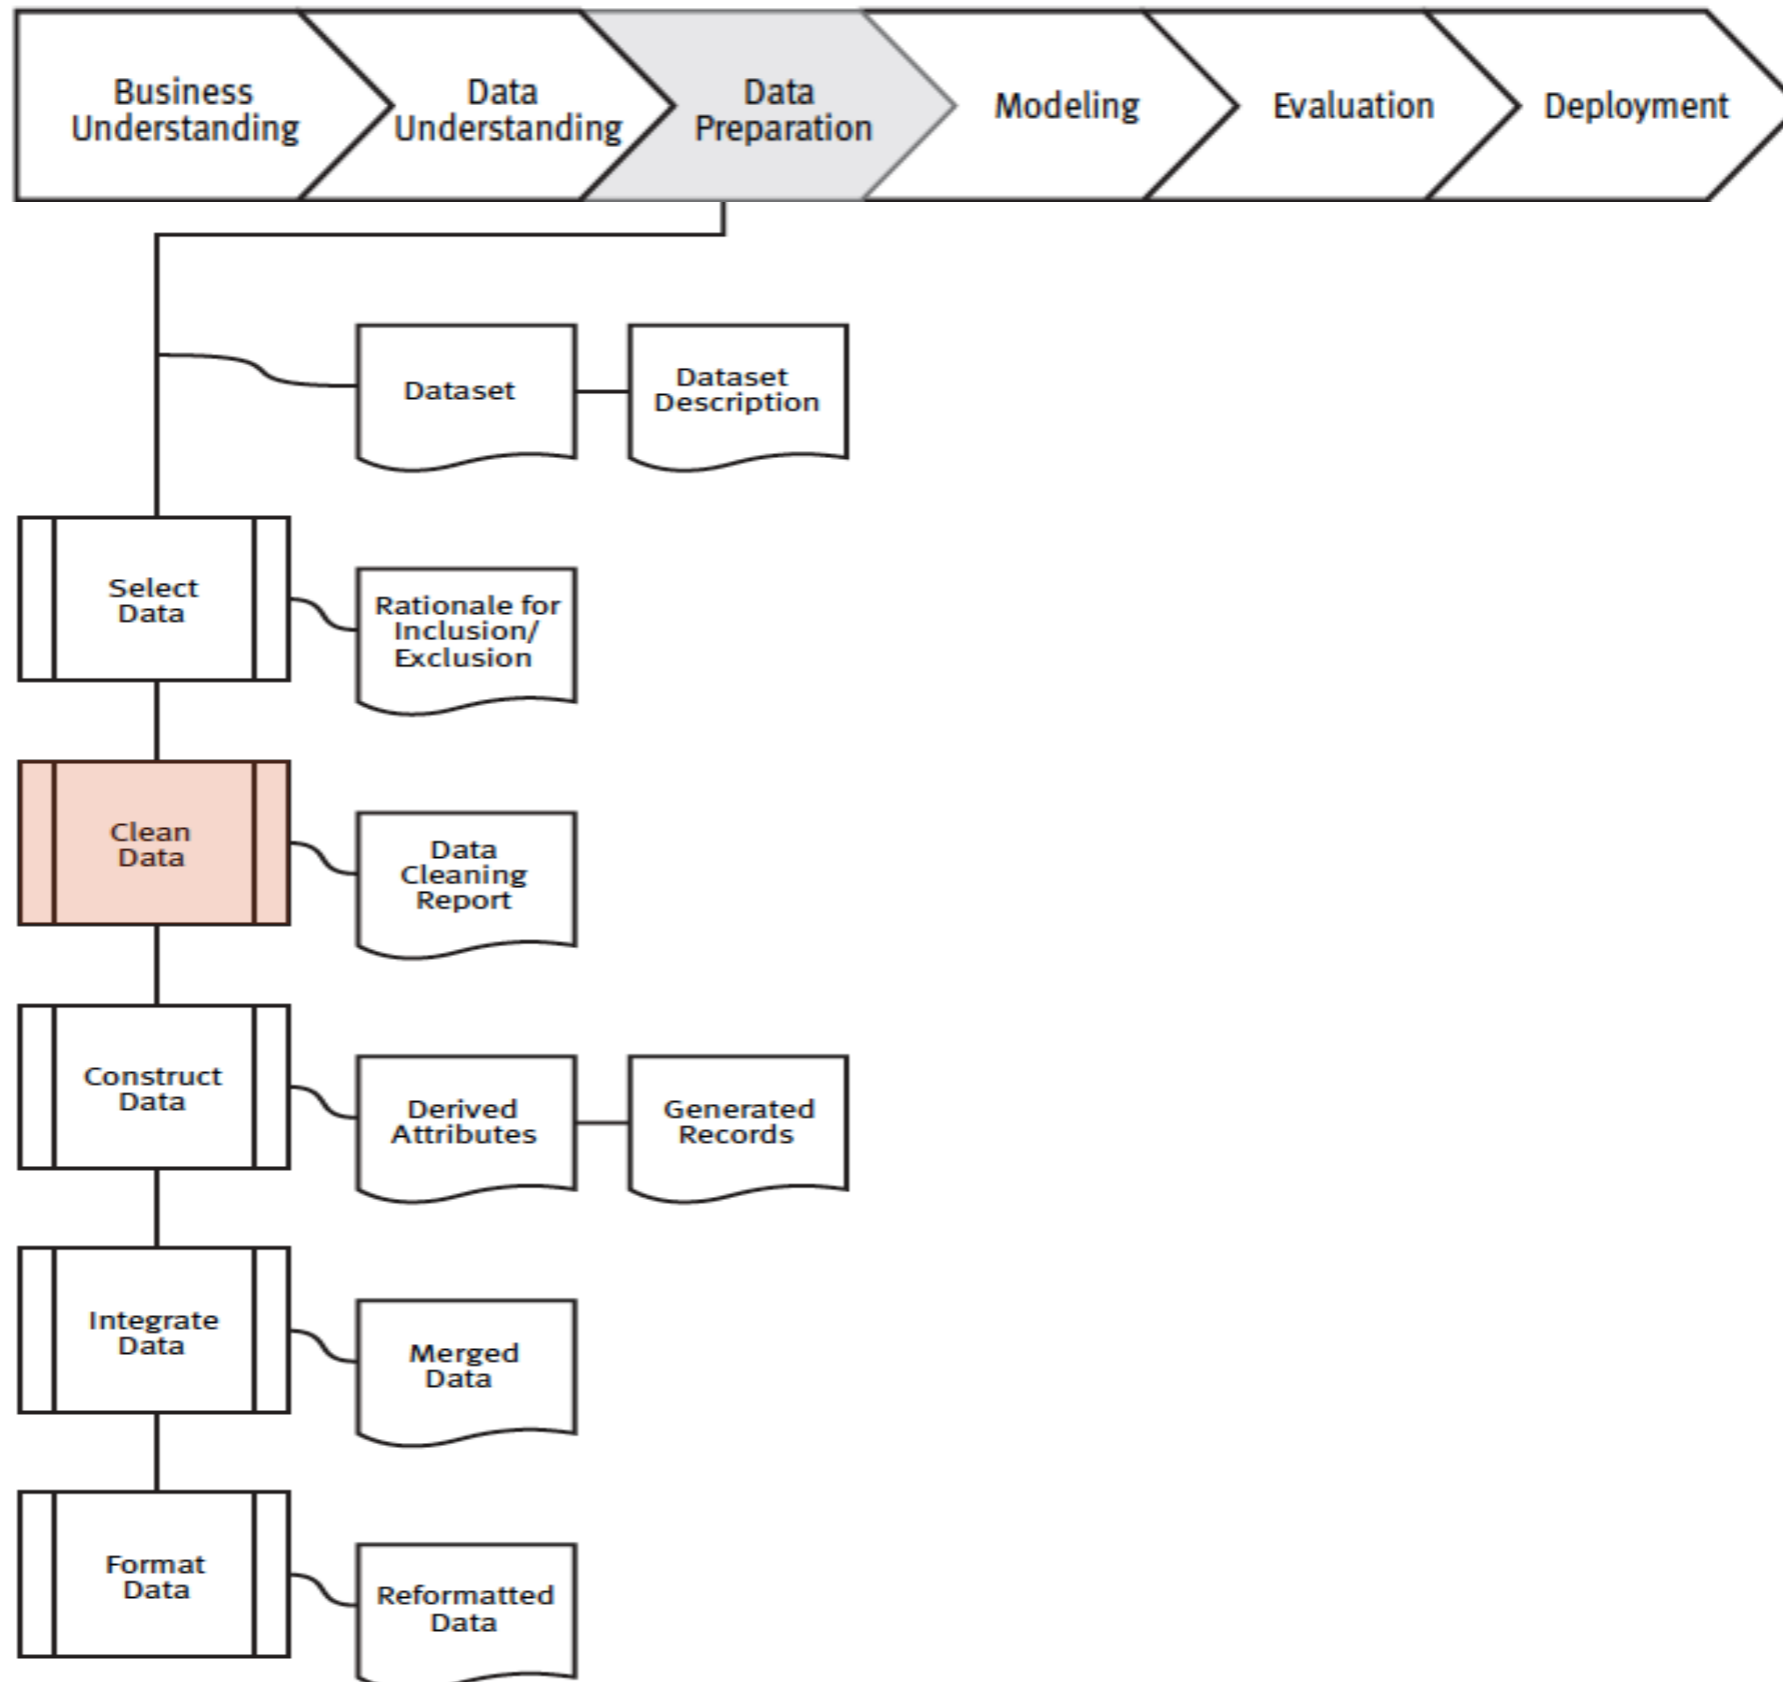 Business
Understanding
Data
Understanding
Data
Preparation
Modeling
Evaluation
Deployment
Dataset
Dataset
Description
Select
Data
Rationale for
Inclusion/
Exclusion
Clean
Data
Data
Cleaning
Report
Construct
Data
Derived
Attributes
Generated
Records
Integrate
Data
Merged
Data
Format
Data
Reformatted
Data